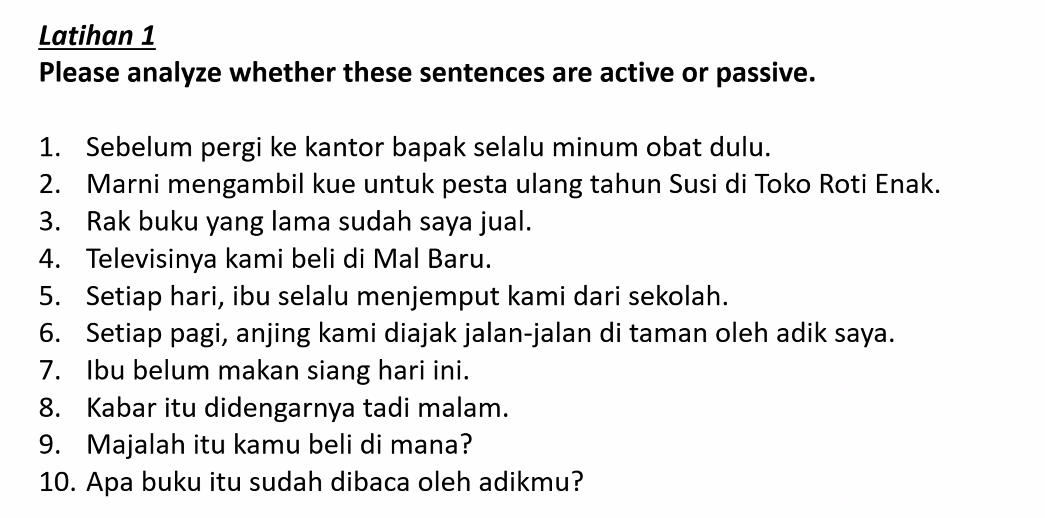 Latihan 1
Please analyze whether these sentences are active or passive.
1. Sebelum pergi ke kantor bapak selalu minum obat dulu.
2. Marni mengambil kue untuk pesta ulang tahun Susi di Toko Roti Enak.
3. Rak buku yang lama sudah saya jual.
4. Televisinya kami beli di Mal Baru.
5. Setiap hari, ibu selalu menjemput kami dari sekolah.
6. Setiap pagi, anjing kami diajak jalan-jalan di taman oleh adik saya.
7. Ibu belum makan siang hari ini.
8. Kabar itu didengarnya tadi malam.
9. Majalah itu kamu beli di mana?
10. Apa buku itu sudah dibaca oleh adikmu?